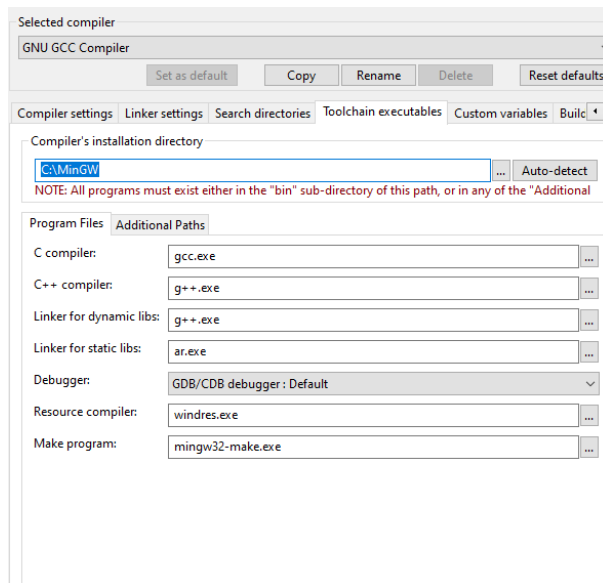 Selected compiler
GNU GCC Compiler
Set as default Copy Rename Delete Reset defaults
Compiler settings Linker settings Search directories Toolchain executables Custom variables Build
Compiler's installation directory
C:\MinGW ... Auto-detect
NOTE: All programs must exist either in the "bin" sub-directory of this path, or in any of the "Additional
Program Files Additional Paths
C compiler: gcc.exe ...
C++ compiler: g++.exe ...
Linker for dynamic libs: g++.exe ...
Linker for static libs: ar.exe ...
Debugger: GDB/CDB debugger : Default
Resource compiler: windres.exe ...
Make program: mingw32-make.exe ...